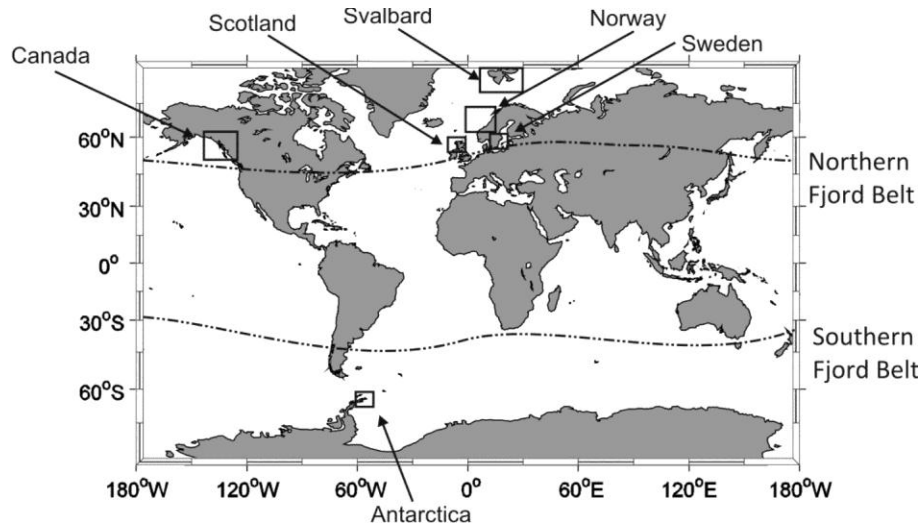 Svalbard
Norway
Scotland
Sweden
Canada
60°N
Northern
Fjord Belt
30°N
0°
30°S
Southern
Fjord Belt
60°S
180°W
120°W
60°W
0°
60°E
120°E
180°W
Antarctica